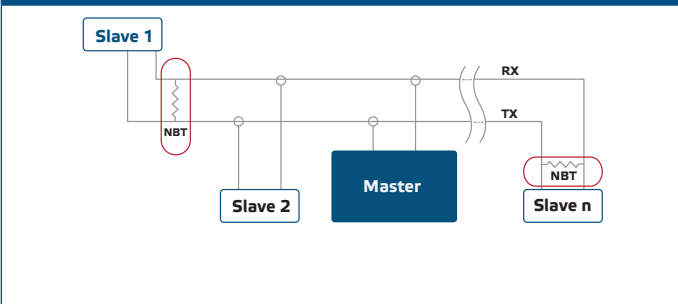 Slave 1
RX
TX
NBT
NBT
Master
Slave 2
Slave n